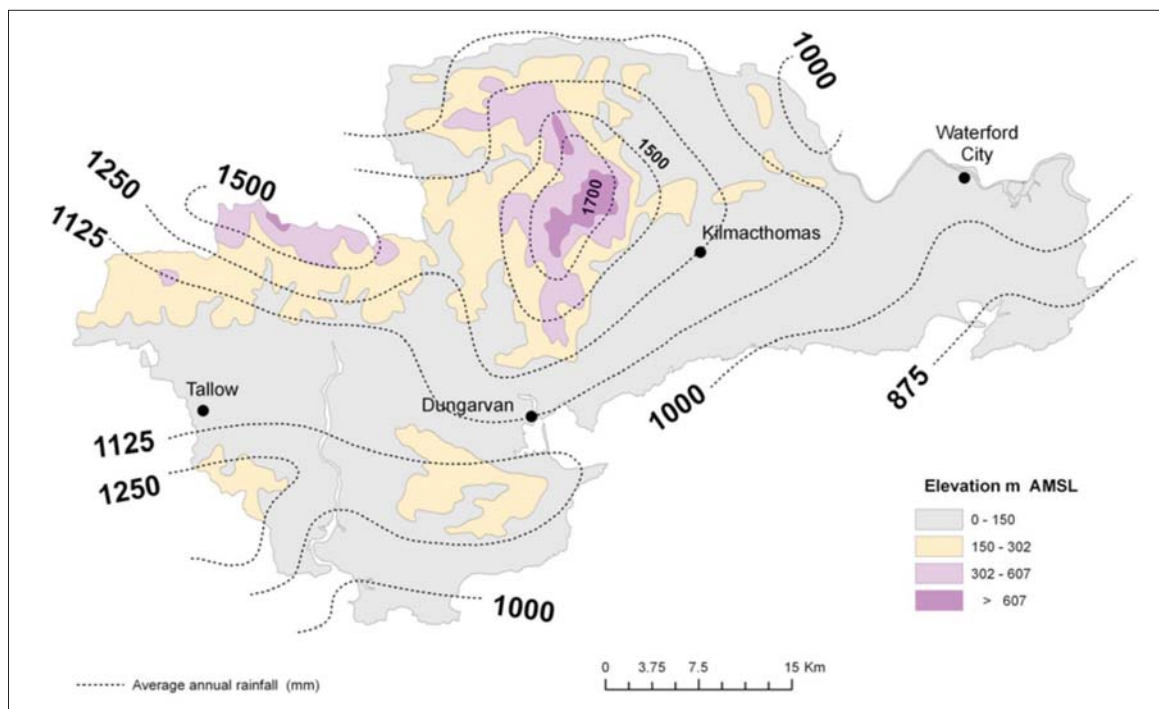 1000
Waterford
City
1500
1700
1250
1500
1125
Kilmacthomas
Tallow
Dungarvan
1000
875
1125
1250
1000
Elevation m AMSL
0 - 150
150 - 302
302 - 607
> 607
0 3.75 7.5 15 Km
Average annual rainfall (mm)